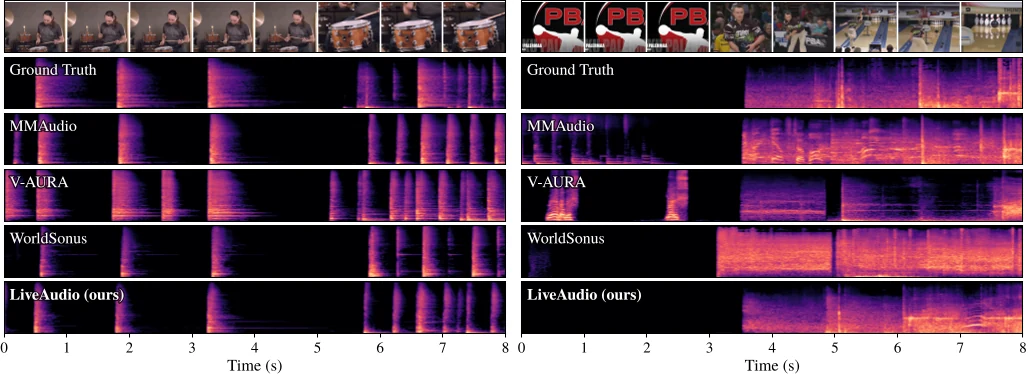 PB PB PB
PALERMAA
Ground Truth
MMAudio
V-AURA
WorldSonus
LiveAudio (ours)
0 1 2 3 4 5 6 7 8
Time (s)
Ground Truth
MMAudio
V-AURA
WorldSonus
LiveAudio (ours)
0 1 2 3 4 5 6 7 8
Time (s)